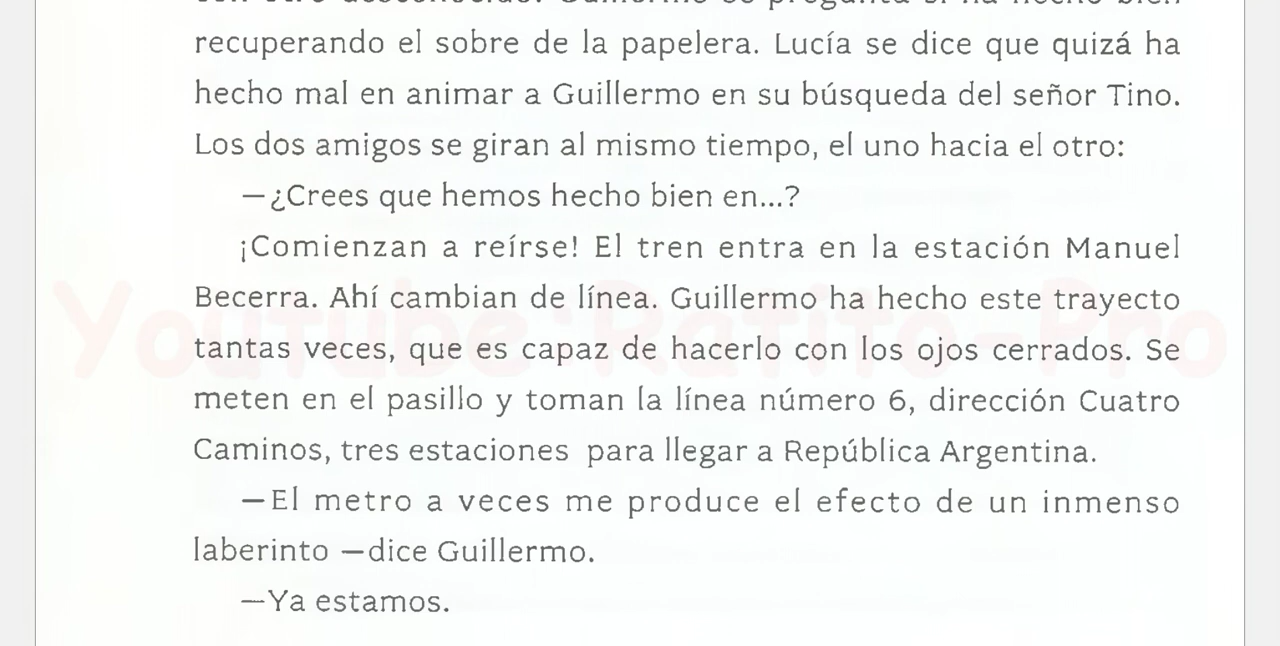 recuperando el sobre de la papelera. Lucía se dice que quizá ha
hecho mal en animar a Guillermo en su búsqueda del señor Tino.
Los dos amigos se giran al mismo tiempo, el uno hacia el otro:
—¿Crees que hemos hecho bien en...?
¡Comienzan a reírse! El tren entra en la estación Manuel
Becerra. Ahí cambian de línea. Guillermo ha hecho este trayecto
tantas veces, que es capaz de hacerlo con los ojos cerrados. Se
meten en el pasillo y toman la línea número 6, dirección Cuatro
Caminos, tres estaciones para llegar a República Argentina.
—El metro a veces me produce el efecto de un inmenso
laberinto —dice Guillermo.
—Ya estamos.
Youtube:Ratito-Pro